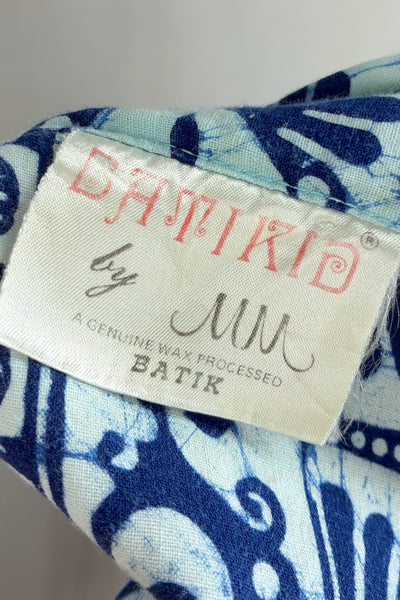 BATIKID®
by MM
A GENUINE WAX PROCESSED
BATIK